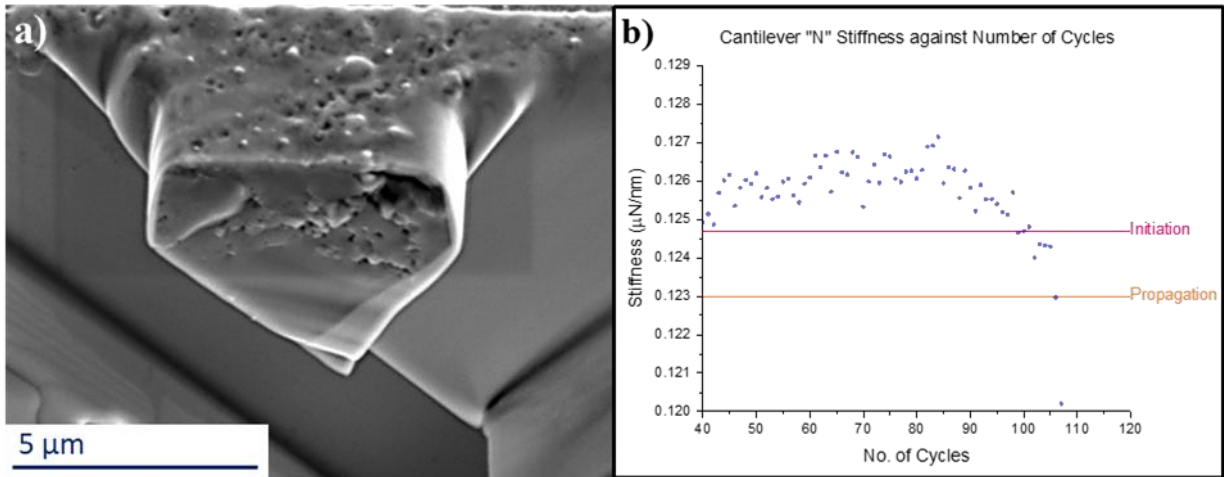 a)
5 μm
b)
Cantilever "N" Stiffness against Number of Cycles
Stiffness (μN/nm)
0.129
0.128
0.127
0.126
0.125
0.124
0.123
0.122
0.121
0.120
Initiation
Propagation
40 50 60 70 80 90 100 110 120
No. of Cycles